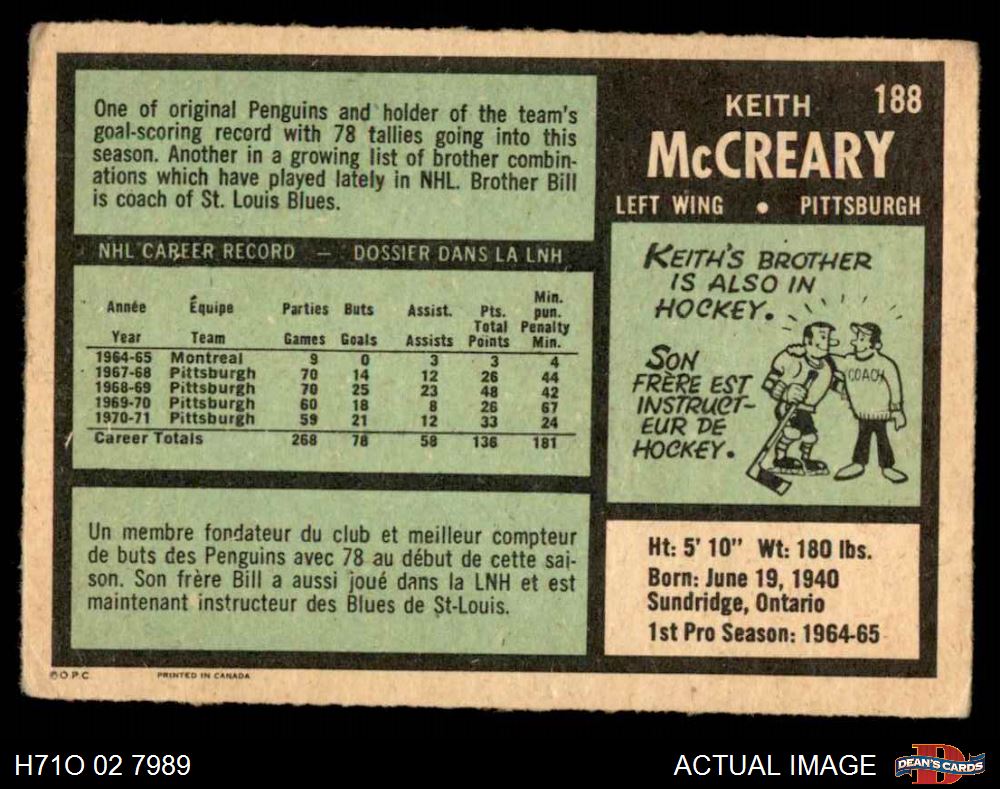 One of original Penguins and holder of the team's
goal-scoring record with 78 tallies going into this
season. Another in a growing list of brother combin-
ations which have played lately in NHL. Brother Bill
is coach of St. Louis Blues.
NHL CAREER RECORD — DOSSIER DANS LA LNH
Année Équipe Parties Buts Assist. Pts. Min. pun.
Year Team Games Goals Assists Total Points Penalty Min.
1964-65 Montreal 9 0 3 3 4
1967-68 Pittsburgh 70 14 12 26 44
1968-69 Pittsburgh 70 25 23 48 42
1969-70 Pittsburgh 60 18 8 26 67
1970-71 Pittsburgh 59 21 12 33 24
Career Totals 268 78 58 136 181
Un membre fondateur du club et meilleur compteur
de buts des Penguins avec 78 au début de cette sai-
son. Son frère Bill a aussi joué dans la LNH et est
maintenant instructeur des Blues de St-Louis.
KEITH 188
McCREARY
LEFT WING • PITTSBURGH
KEITH'S BROTHER
IS ALSO IN
HOCKEY.
SON
FRÈRE EST
INSTRUCT-
EUR DE
HOCKEY.
COACH
Ht: 5' 10" Wt: 180 lbs.
Born: June 19, 1940
Sundridge, Ontario
1st Pro Season: 1964-65
© O P C PRINTED IN CANADA
H71O 02 7989
ACTUAL IMAGE
DEAN'S CARDS